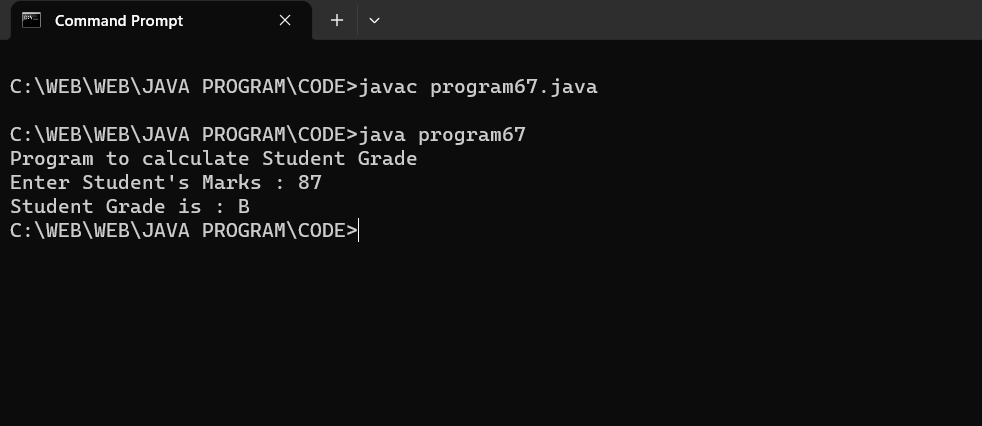 Command Prompt
C:\WEB\WEB\JAVA PROGRAM\CODE>javac program67.java
C:\WEB\WEB\JAVA PROGRAM\CODE>java program67
Program to calculate Student Grade
Enter Student's Marks : 87
Student Grade is : B
C:\WEB\WEB\JAVA PROGRAM\CODE>